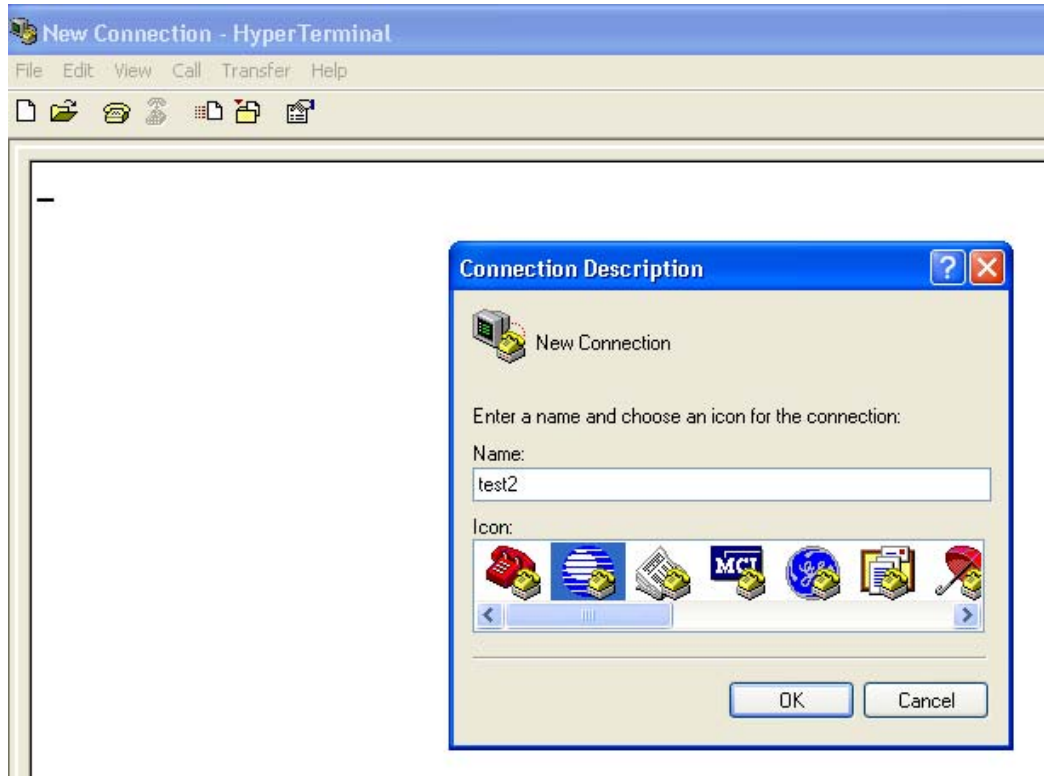 New Connection - HyperTerminal
File Edit View Call Transfer Help
Connection Description
New Connection
Enter a name and choose an icon for the connection:
Name:
test2
Icon:
MCI
OK Cancel